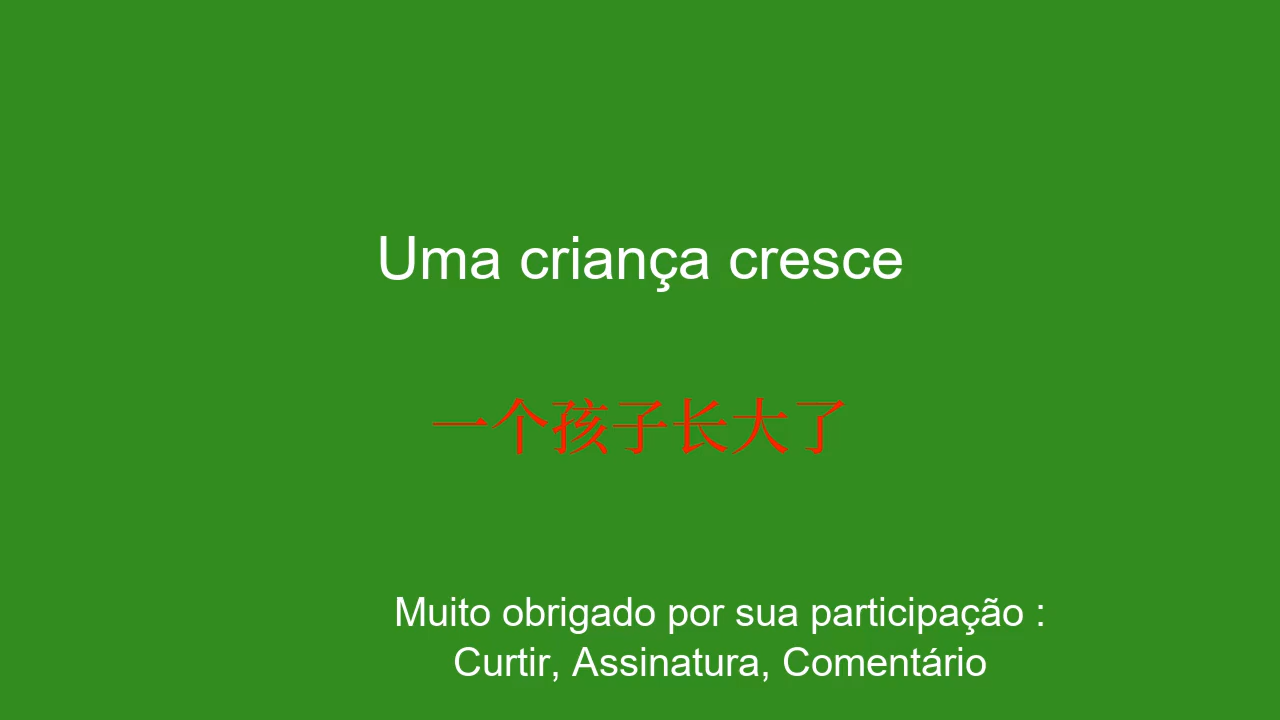 Uma criança cresce
一个孩子长大了
Muito obrigado por sua participação :
Curtir, Assinatura, Comentário